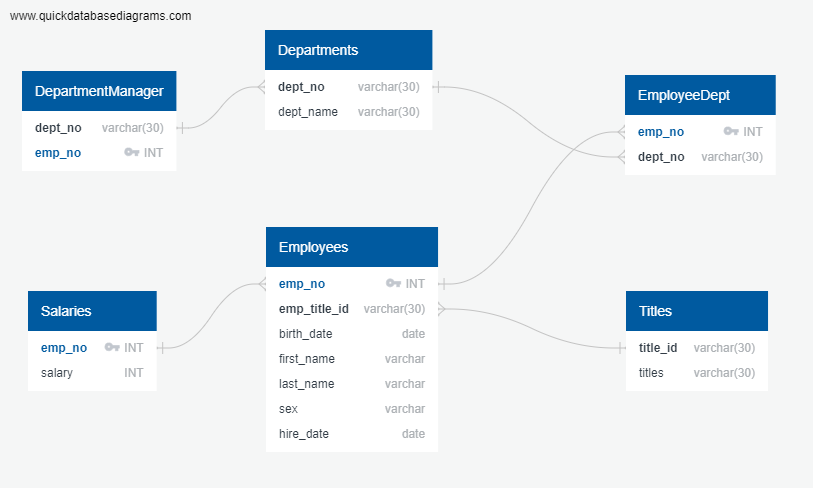 www.quickdatabasediagrams.com
DepartmentManager
dept_no varchar(30)
emp_no INT
Departments
dept_no varchar(30)
dept_name varchar(30)
EmployeeDept
emp_no INT
dept_no varchar(30)
Salaries
emp_no INT
salary INT
Employees
emp_no INT
emp_title_id varchar(30)
birth_date date
first_name varchar
last_name varchar
sex varchar
hire_date date
Titles
title_id varchar(30)
titles varchar(30)